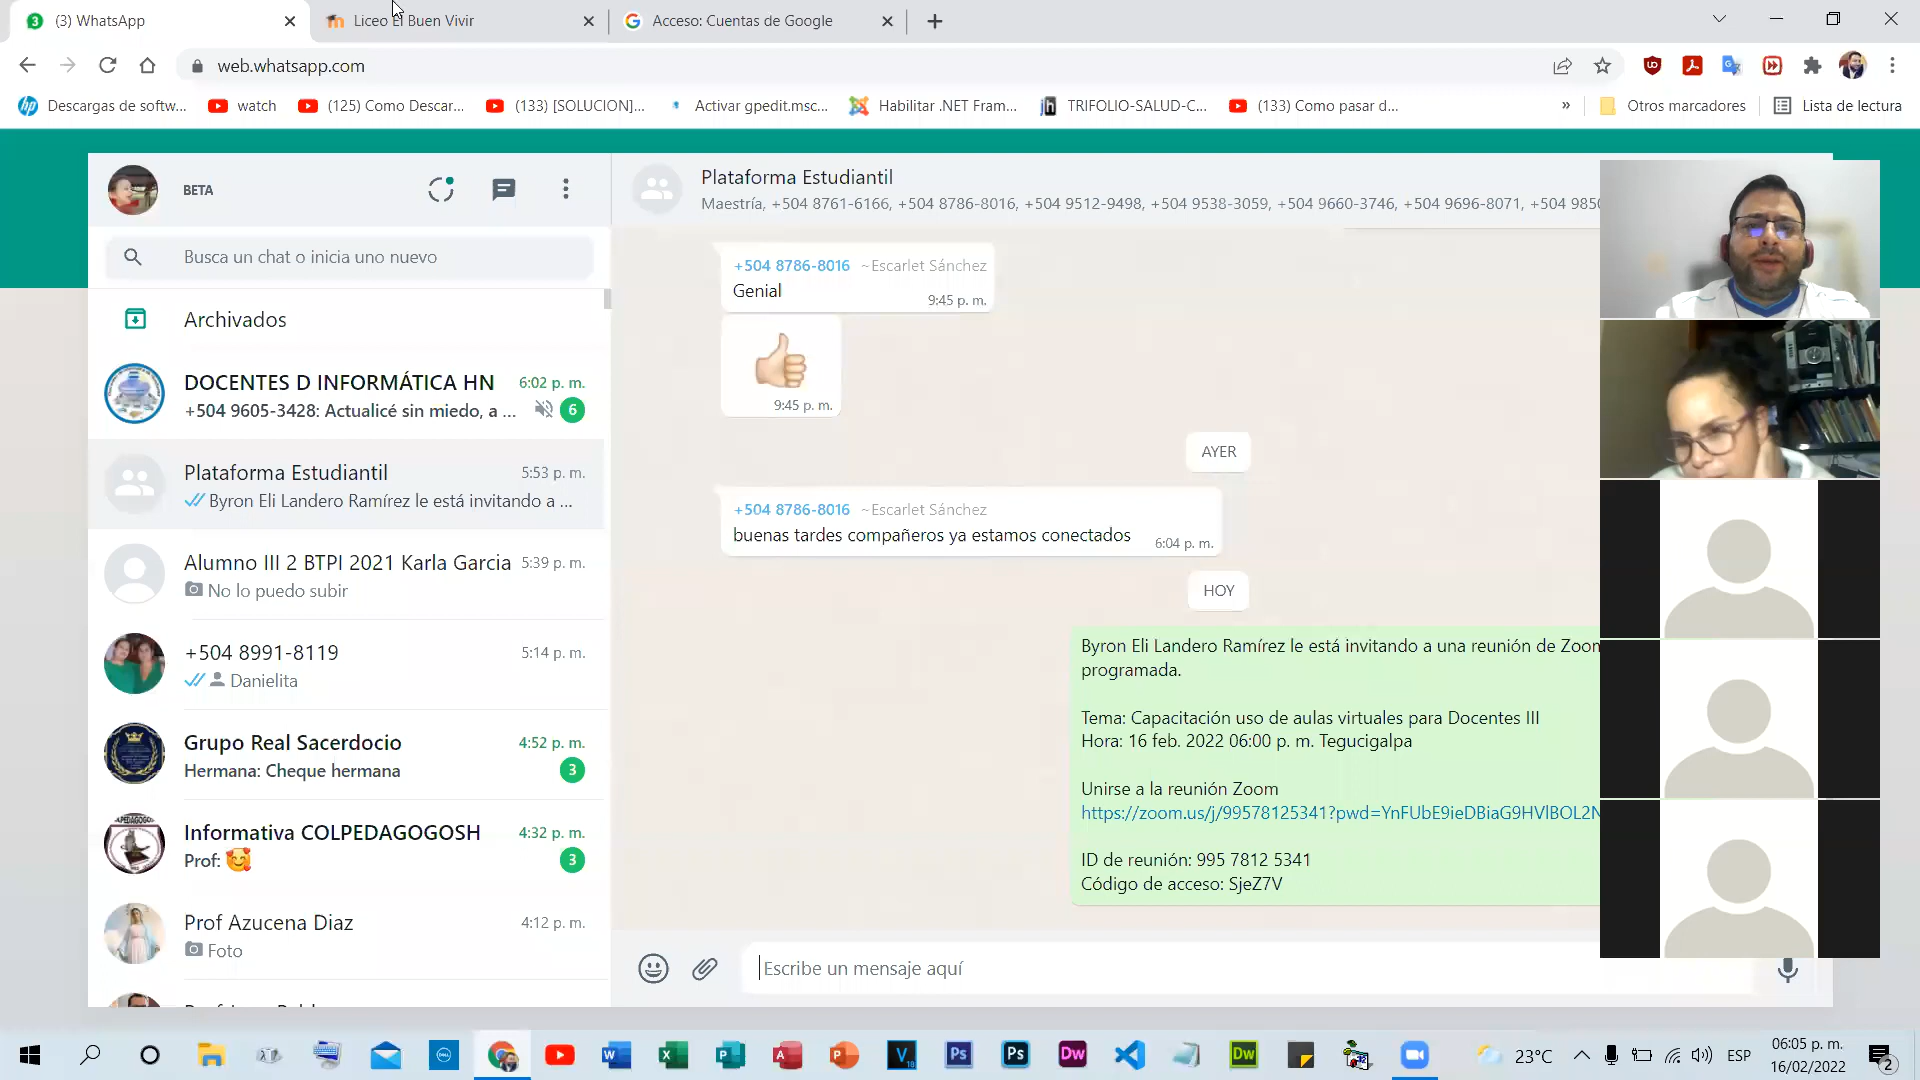 (3) WhatsApp
Liceo El Buen Vivir
Acceso: Cuentas de Google
web.whatsapp.com
Descargas de softw...
watch
(125) Como Descar...
(133) [SOLUCION]...
Activar gpedit.msc...
Habilitar .NET Fram...
TRIFOLIO-SALUD-C...
(133) Como pasar d...
»
Otros marcadores
Lista de lectura
BETA
Busca un chat o inicia uno nuevo
Archivados
DOCENTES D INFORMÁTICA HN
6:02 p. m.
+504 9605-3428: Actualicé sin miedo, a ...
6
Plataforma Estudiantil
5:53 p. m.
Byron Eli Landero Ramírez le está invitando a ...
Alumno III 2 BTPI 2021 Karla Garcia
5:39 p. m.
No lo puedo subir
+504 8991-8119
5:14 p. m.
Danielita
Grupo Real Sacerdocio
4:52 p. m.
Hermana: Cheque hermana
3
Informativa COLPEDAGOGOSH
4:32 p. m.
Prof: 🥰
3
Prof Azucena Diaz
4:12 p. m.
Foto
Plataforma Estudiantil
Maestría, +504 8761-6166, +504 8786-8016, +504 9512-9498, +504 9538-3059, +504 9660-3746, +504 9696-8071, +504 985
+504 8786-8016 ~Escarlet Sánchez
Genial
9:45 p. m.
9:45 p. m.
AYER
+504 8786-8016 ~Escarlet Sánchez
buenas tardes compañeros ya estamos conectados
6:04 p. m.
HOY
Byron Eli Landero Ramírez le está invitando a una reunión de Zoom
programada.
Tema: Capacitación uso de aulas virtuales para Docentes III
Hora: 16 feb. 2022 06:00 p. m. Tegucigalpa
Unirse a la reunión Zoom
https://zoom.us/j/99578125341?pwd=YnFUbE9ieDBiaG9HVlBOL2N
ID de reunión: 995 7812 5341
Código de acceso: SjeZ7V
Escribe un mensaje aquí
23°C
ESP
06:05 p. m.
16/02/2022
2